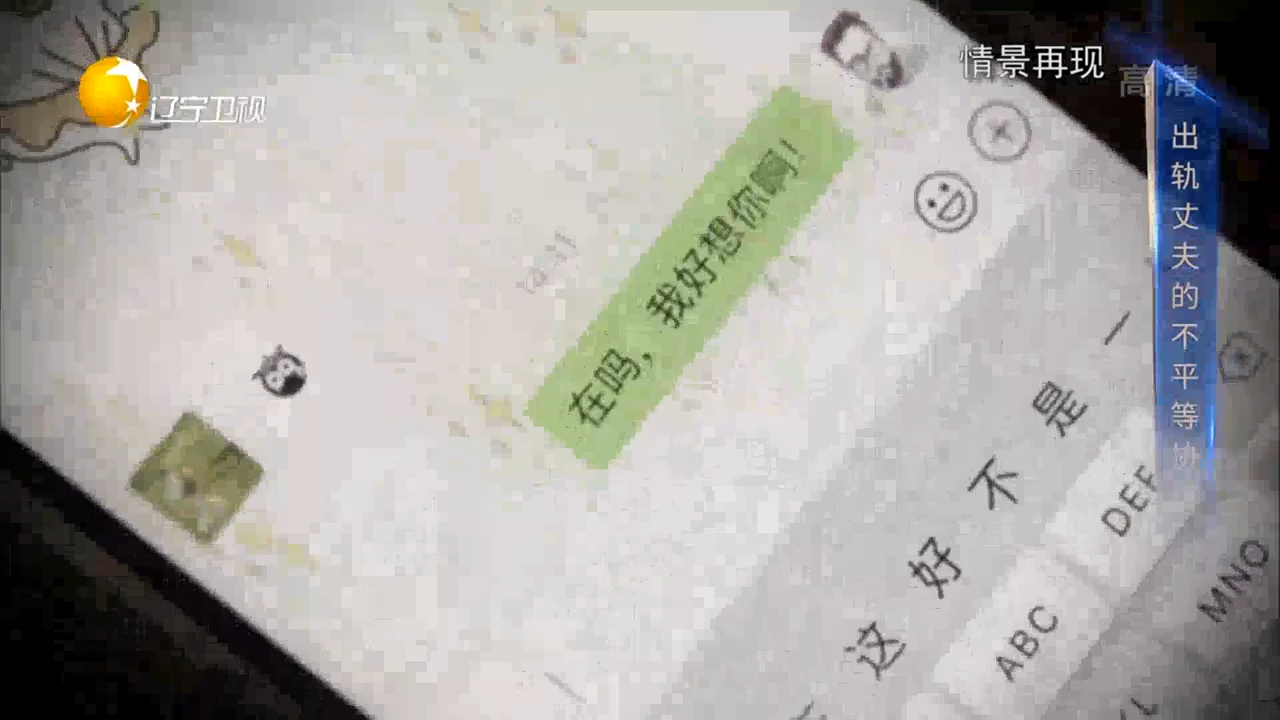 辽宁卫视
情景再现
高清
出轨丈夫的不平等协
在吗，我好想你啊！
这 好 不 是 一
ABC
DEF
MNO